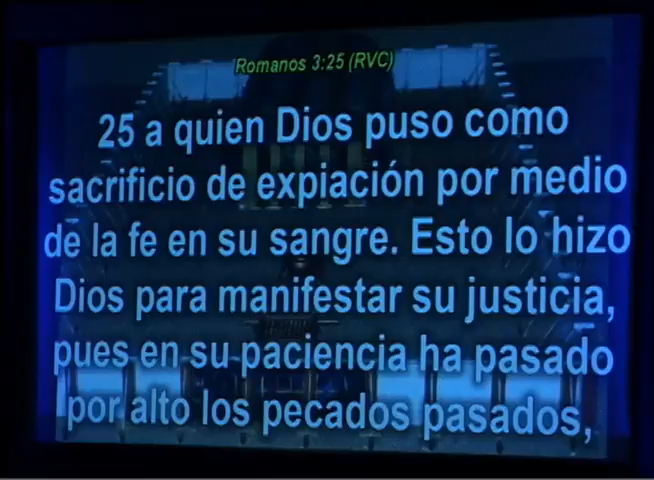 Romanos 3:25 (RVC)
25 a quien Dios puso como
sacrificio de expiación por medio
de la fe en su sangre. Esto lo hizo
Dios para manifestar su justicia,
pues en su paciencia ha pasado
por alto los pecados pasados,